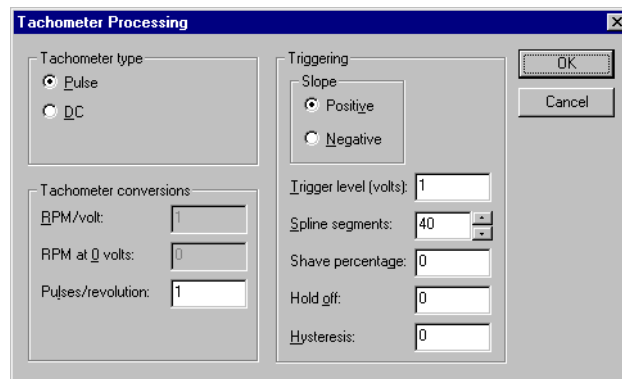 Tachometer Processing
Tachometer type
Pulse
DC
Tachometer conversions
RPM/volt: 1
RPM at 0 volts: 0
Pulses/revolution: 1
Triggering
Slope
Positive
Negative
Trigger level (volts): 1
Spline segments: 40
Shave percentage: 0
Hold off: 0
Hysteresis: 0
OK
Cancel